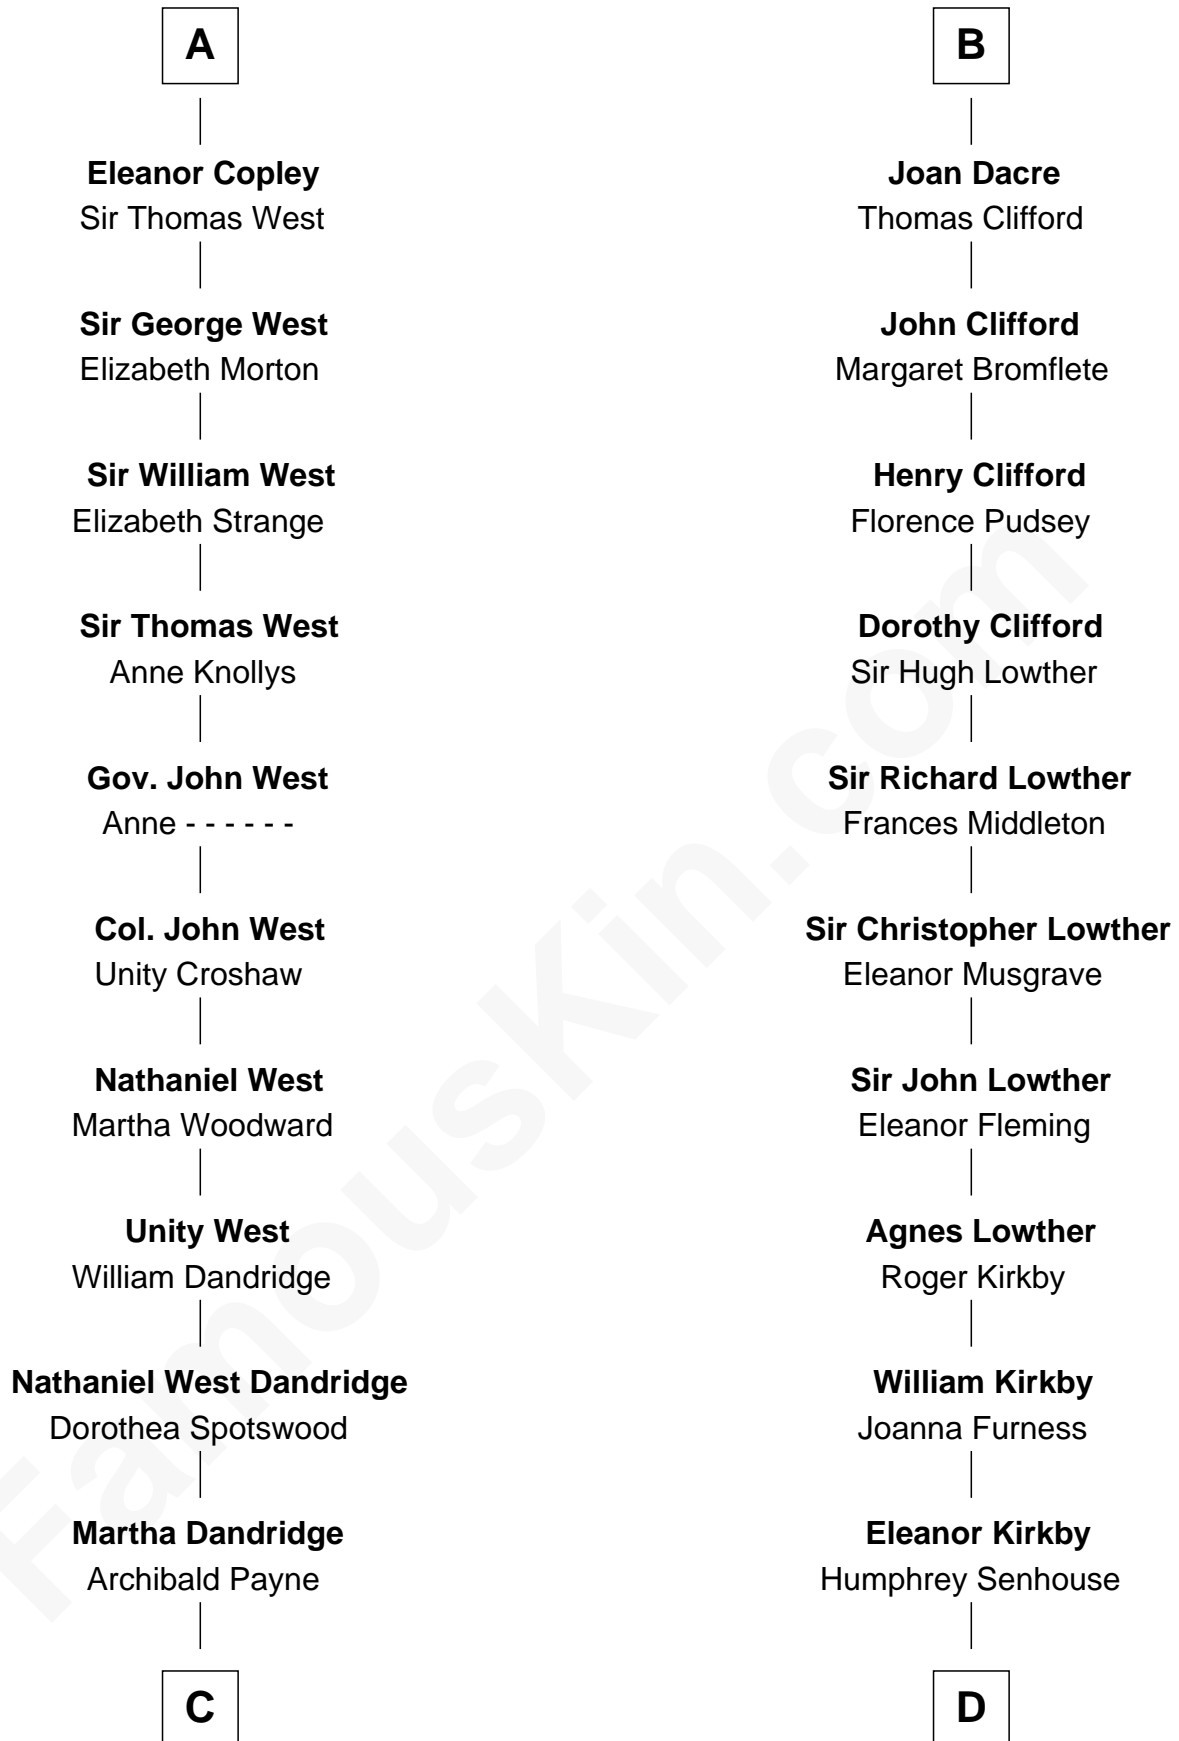 A
Eleanor Copley
Sir Thomas West
Sir George West
Elizabeth Morton
Sir William West
Elizabeth Strange
Sir Thomas West
Anne Knollys
Gov. John West
Anne - - - - - -
Col. John West
Unity Croshaw
Nathaniel West
Martha Woodward
Unity West
William Dandridge
Nathaniel West Dandridge
Dorothea Spotswood
Martha Dandridge
Archibald Payne
C
B
Joan Dacre
Thomas Clifford
John Clifford
Margaret Bromflete
Henry Clifford
Florence Pudsey
Dorothy Clifford
Sir Hugh Lowther
Sir Richard Lowther
Frances Middleton
Sir Christopher Lowther
Eleanor Musgrave
Sir John Lowther
Eleanor Fleming
Agnes Lowther
Roger Kirkby
William Kirkby
Joanna Furness
Eleanor Kirkby
Humphrey Senhouse
D
FamousKin.com